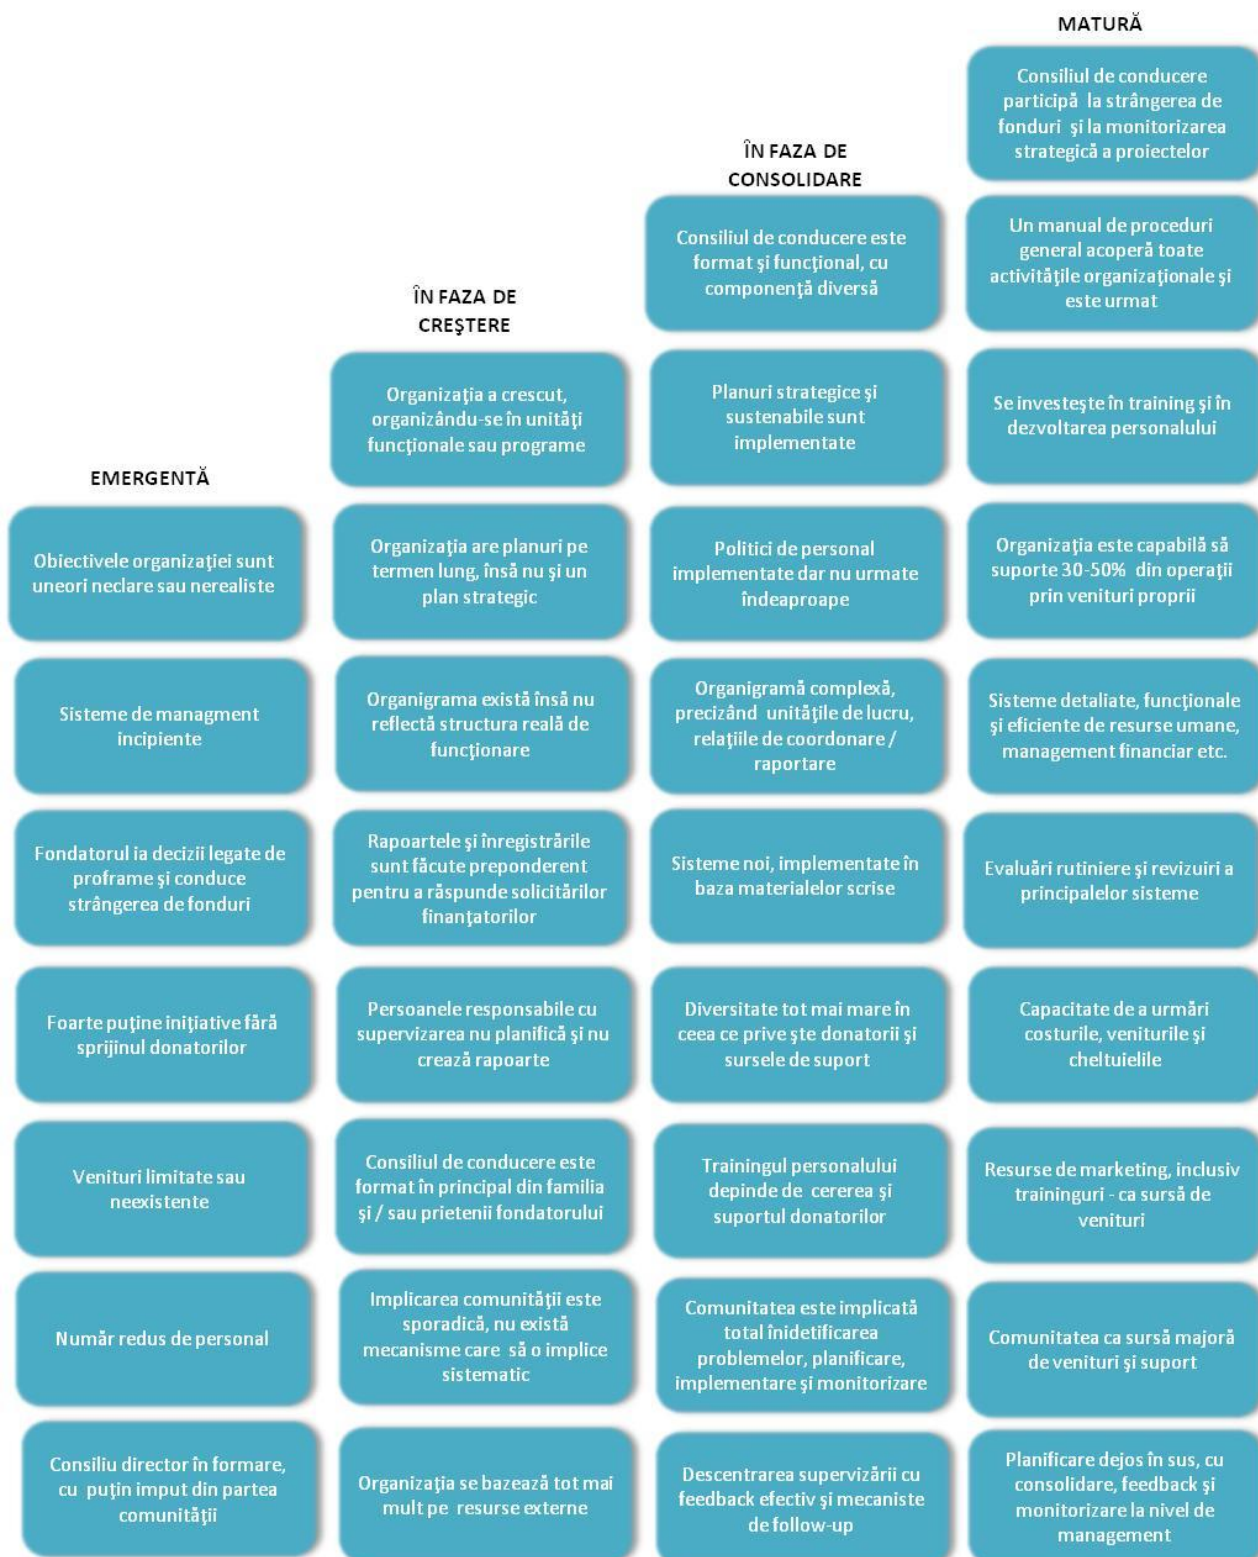 EMERGENTĂ
Obiectivele organizaţiei sunt
uneori neclare sau nerealiste
Sisteme de managment
incipiente
Fondatorul ia decizii legate de
proframe şi conduce
strângerea de fonduri
Foarte puţine iniţiative fără
sprijinul donatorilor
Venituri limitate sau
neexistente
Număr redus de personal
Consiliu director în formare,
cu puţin imput din partea
comunităţii
ÎN FAZA DE
CREŞTERE
Organizaţia a crescut,
organizându-se în unităţi
funcţionale sau programe
Organizaţia are planuri pe
termen lung, însă nu şi un
plan strategic
Organigrama există însă nu
reflectă structura reală de
funcţionare
Rapoartele şi înregistrările
sunt făcute preponderent
pentru a răspunde solicitărilor
finanţatorilor
Persoanele responsabile cu
supervizarea nu planifică şi nu
crează rapoarte
Consiliul de conducere este
format în principal din familia
şi / sau prietenii fondatorului
Implicarea comunităţii este
sporadică, nu există
mecanisme care să o implice
sistematic
Organizaţia se bazează tot mai
mult pe resurse externe
ÎN FAZA DE
CONSOLIDARE
Consiliul de conducere este
format şi funcţional, cu
componenţă diversă
Planuri strategice şi
sustenabile sunt
implementate
Politici de personal
implementate dar nu urmate
îndeaproape
Organigramă complexă,
precizând unităţile de lucru,
relaţiile de coordonare /
raportare
Sisteme noi, implementate în
baza materialelor scrise
Diversitate tot mai mare în
ceea ce prive şte donatorii şi
sursele de suport
Trainingul personalului
depinde de cererea şi
suportul donatorilor
Comunitatea este implicată
total înidetificarea
problemelor, planificare,
implementare şi monitorizare
Descentrarea supervizării cu
feedback efectiv şi mecaniste
de follow-up
MATURĂ
Consiliul de conducere
participă la strângerea de
fonduri şi la monitorizarea
strategică a proiectelor
Un manual de proceduri
general acoperă toate
activităţile organizaţionale şi
este urmat
Se investeşte în training şi în
dezvoltarea personalului
Organizaţia este capabilă să
suporte 30-50% din operaţii
prin venituri proprii
Sisteme detaliate, funcţionale
şi eficiente de resurse umane,
management financiar etc.
Evaluări rutiniere şi revizuiri a
principalelor sisteme
Capacitate de a urmări
costurile, veniturile şi
cheltuielile
Resurse de marketing, inclusiv
traininguri - ca sursă de
venituri
Comunitatea ca sursă majoră
de venituri şi suport
Planificare dejos în sus, cu
consolidare, feedback şi
monitorizare la nivel de
management